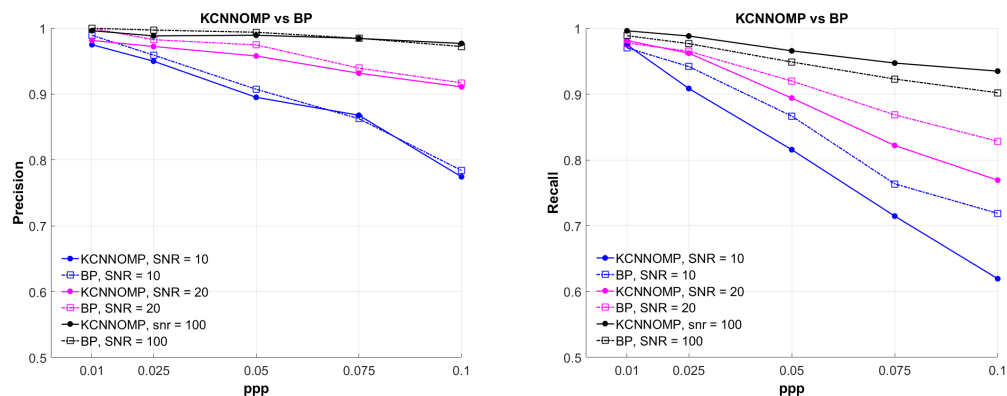 KCNNOMP vs BP
1
0.9
0.8
0.7
0.6
0.5
Precision
KCNNOMP, SNR = 10
BP, SNR = 10
KCNNOMP, SNR = 20
BP, SNR = 20
KCNNOMP, snr = 100
BP, SNR = 100
0.01 0.025 0.05 0.075 0.1
ppp
KCNNOMP vs BP
1
0.9
0.8
0.7
0.6
0.5
Recall
KCNNOMP, SNR = 10
BP, SNR = 10
KCNNOMP, SNR = 20
BP, SNR = 20
KCNNOMP, snr = 100
BP, SNR = 100
0.01 0.025 0.05 0.075 0.1
ppp